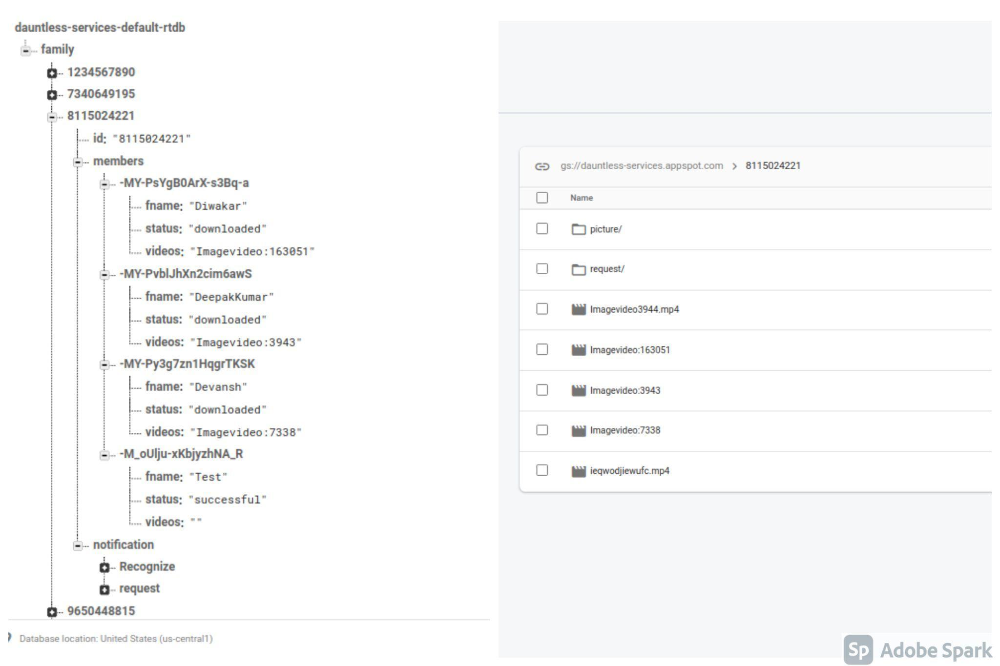 dauntless-services-default-rtdb
family
1234567890
7340649195
8115024221
id: "8115024221"
members
-MY-PsYgB0ArX-s3Bq-a
fname: "Diwakar"
status: "downloaded"
videos: "Imagevideo:163051"
-MY-PvblJhXn2cim6awS
fname: "DeepakKumar"
status: "downloaded"
videos: "Imagevideo:3943"
-MY-Py3g7zn1HqgrTKSK
fname: "Devansh"
status: "downloaded"
videos: "Imagevideo:7338"
-M_oUlju-xKbjyzhNA_R
fname: "Test"
status: "successful"
videos: ""
notification
Recognize
request
9650448815
Database location: United States (us-central1)
gs://dauntless-services.appspot.com > 8115024221
Name
picture/
request/
Imagevideo3944.mp4
Imagevideo:163051
Imagevideo:3943
Imagevideo:7338
ieqwodjiewufc.mp4
Sp Adobe Spark